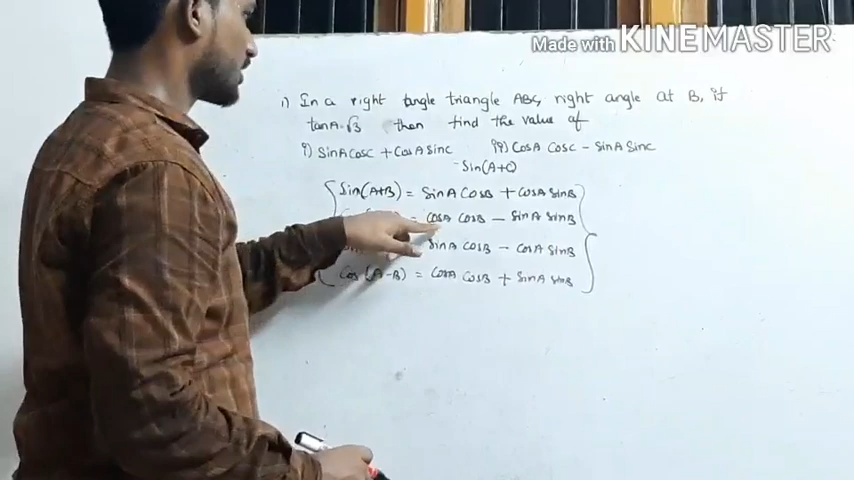 Made with KINEMASTER
1) In a right tangle triangle ABC, right angle at B, if
tanA=√3 then find the value of
i) sinA cosC + cosA sinC ii) cosA cosC - sinA sinC
sin(A+C)
sin(A+B) = sinA cosB + cosA sinB
= cosA cosB - sinA sinB
sinA cosB - cosA sinB
cos(A-B) = cosA cosB + sinA sinB